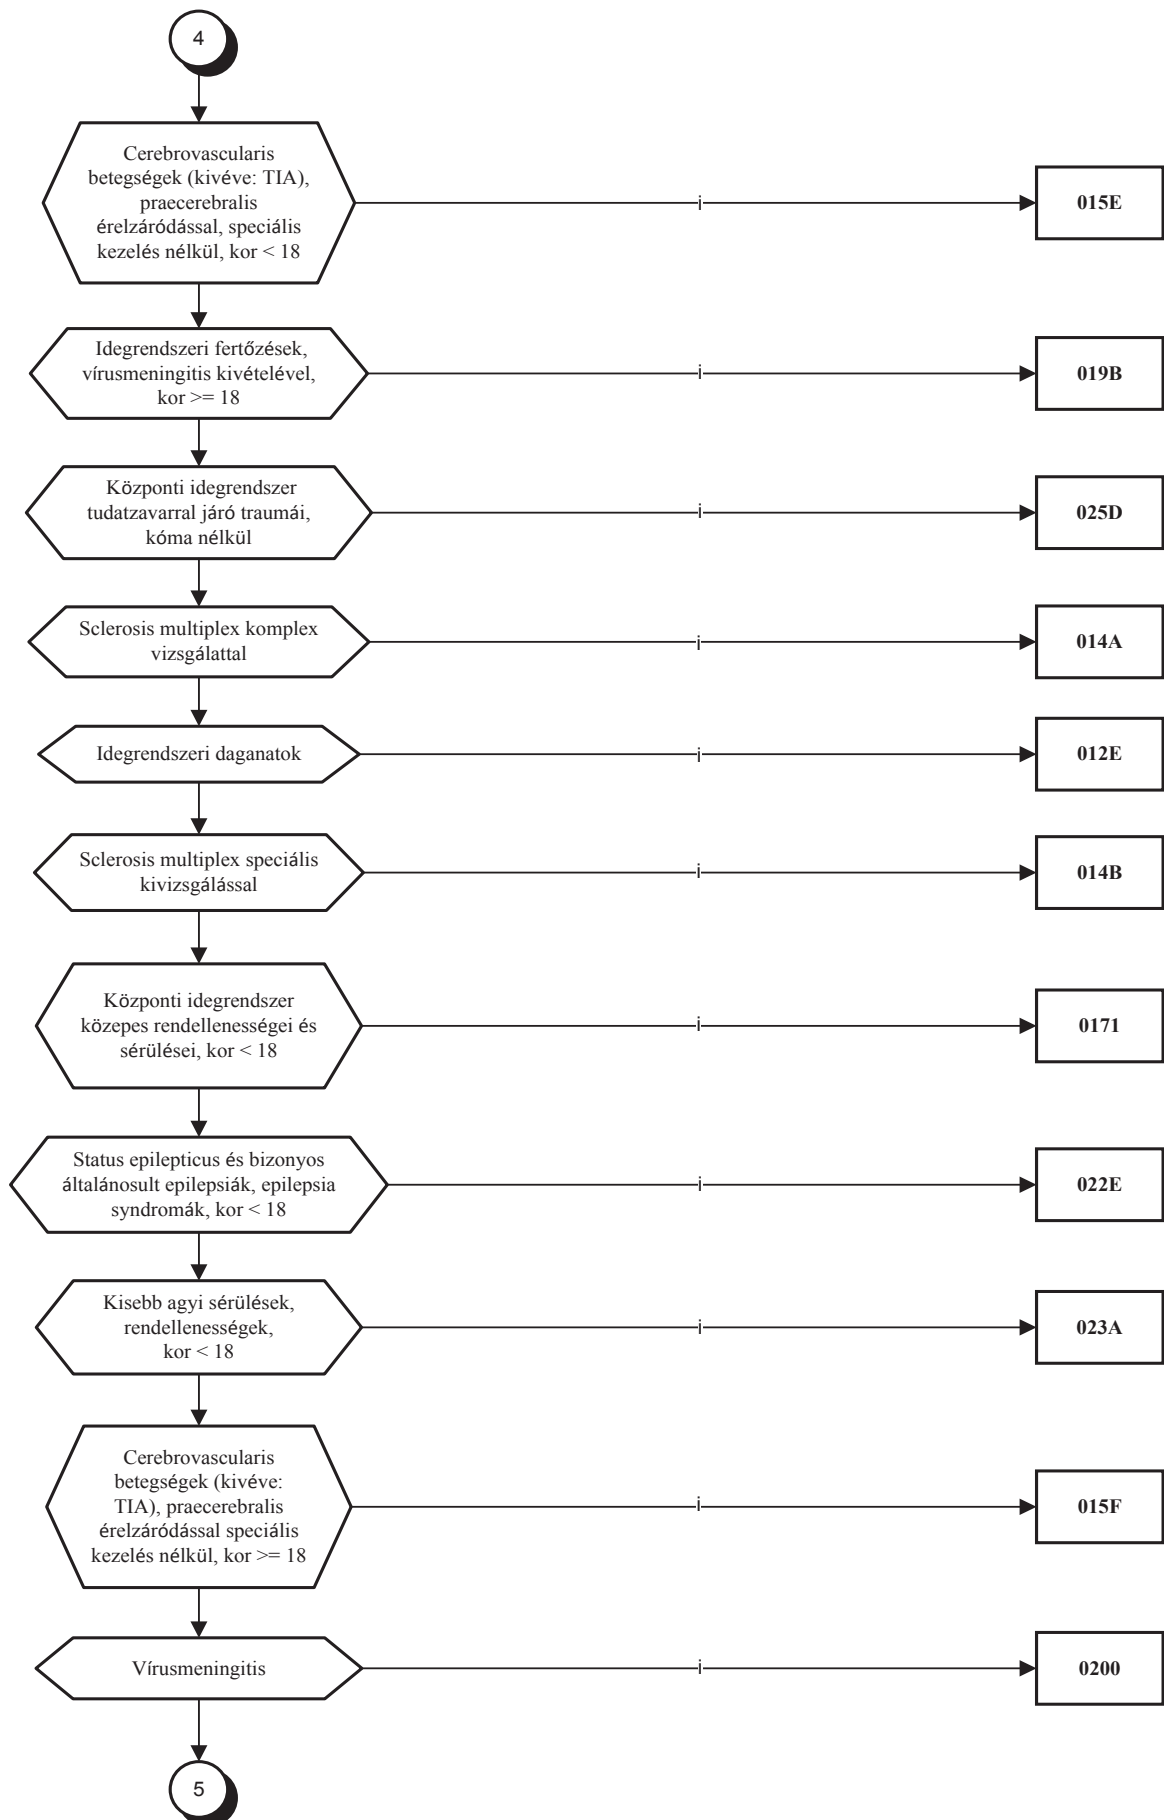 4
Cerebrovascularis
betegségek (kivéve: TIA),
praecerebralis
érelzáródással, speciális
kezelés nélkül, kor < 18
i
015E
Idegrendszeri fertőzések,
vírusmeningitis kivételével,
kor >= 18
i
019B
Központi idegrendszer
tudatzavarral járó traumái,
kóma nélkül
i
025D
Sclerosis multiplex komplex
vizsgálattal
i
014A
Idegrendszeri daganatok
i
012E
Sclerosis multiplex speciális
kivizsgálással
i
014B
Központi idegrendszer
közepes rendellenességei és
sérülései, kor < 18
i
0171
Status epilepticus és bizonyos
általánosult epilepsiák, epilepsia
syndromák, kor < 18
i
022E
Kisebb agyi sérülések,
rendellenességek,
kor < 18
i
023A
Cerebrovascularis
betegségek (kivéve:
TIA), praecerebralis
érelzáródással speciális
kezelés nélkül, kor >= 18
i
015F
Vírusmeningitis
i
0200
5